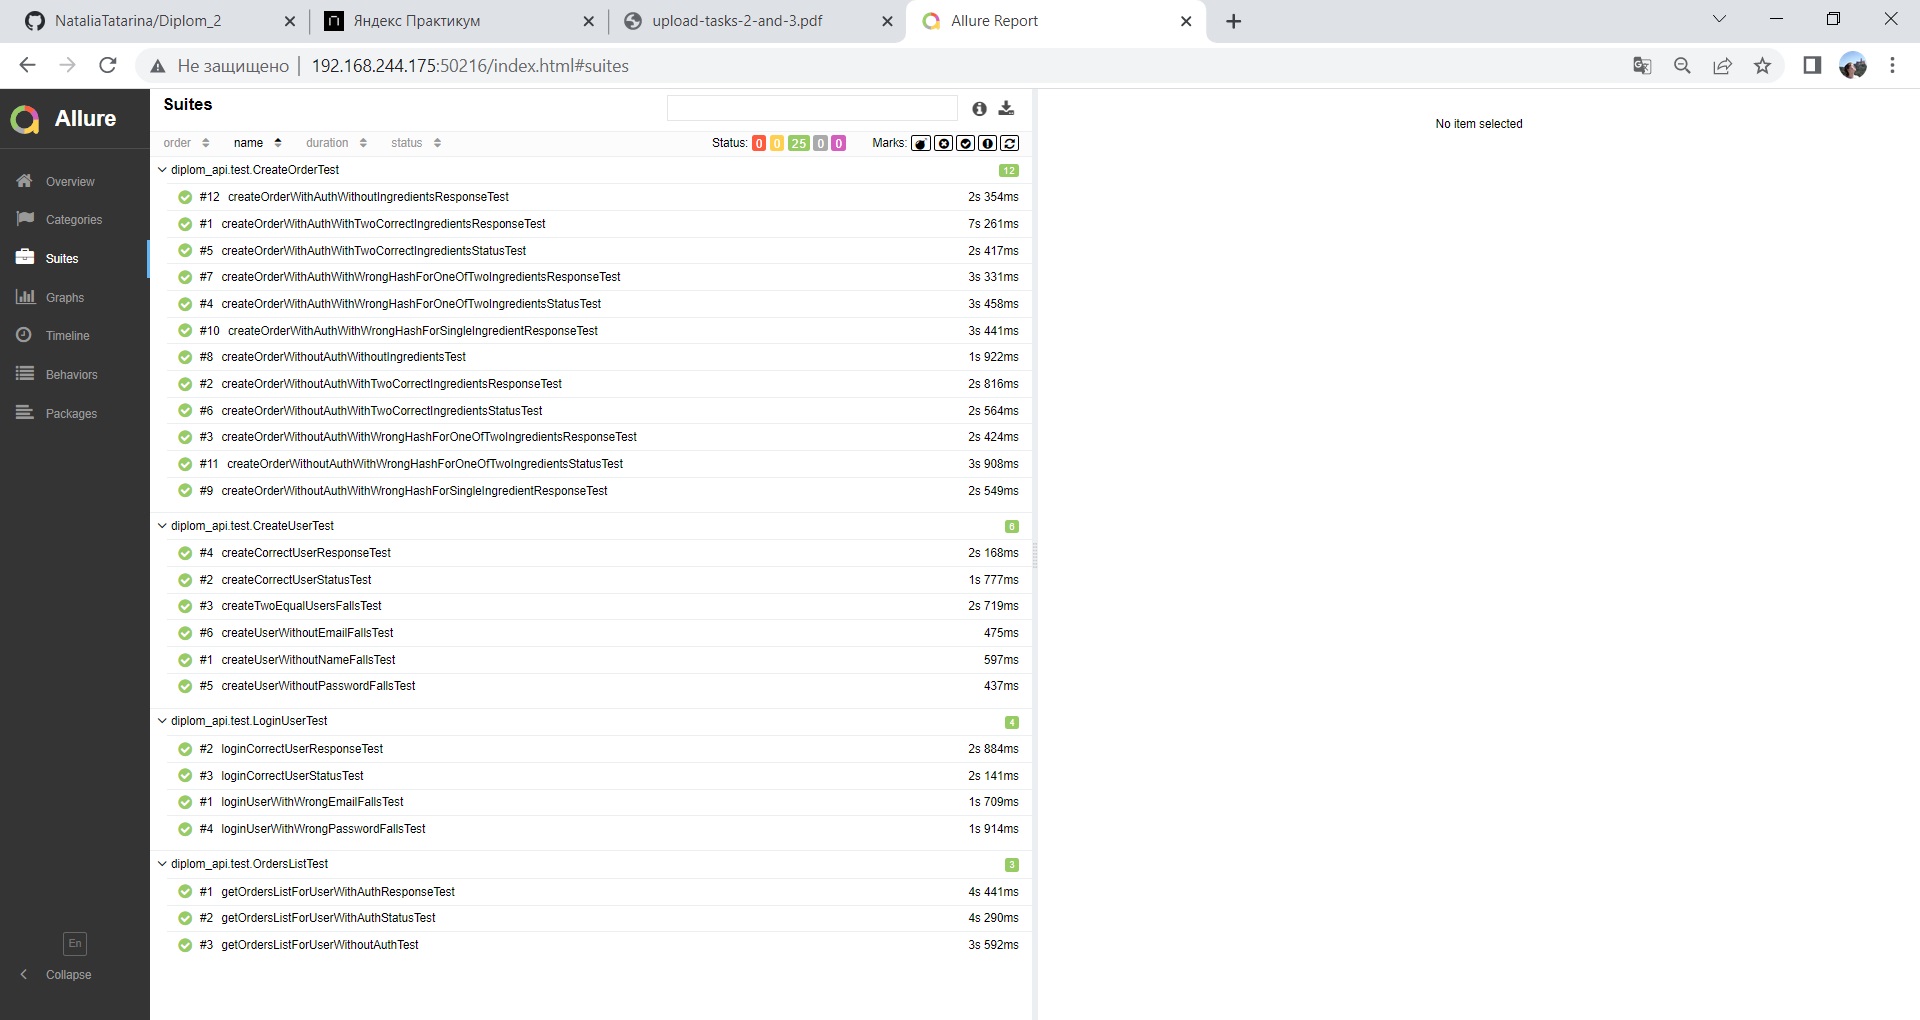 NataliaTatarina/Diplom_2
Яндекс Практикум
upload-tasks-2-and-3.pdf
Allure Report
Не защищено
192.168.244.175:50216/index.html#suites
Allure
Overview
Categories
Suites
Graphs
Timeline
Behaviors
Packages
En
Collapse
Suites
order name duration status Status: 0 0 25 0 0 Marks:
diplom_api.test.CreateOrderTest 12
#12 createOrderWithAuthWithoutIngredientsResponseTest 2s 354ms
#1 createOrderWithAuthWithTwoCorrectIngredientsResponseTest 7s 261ms
#5 createOrderWithAuthWithTwoCorrectIngredientsStatusTest 2s 417ms
#7 createOrderWithAuthWithWrongHashForOneOfTwoIngredientsResponseTest 3s 331ms
#4 createOrderWithAuthWithWrongHashForOneOfTwoIngredientsStatusTest 3s 458ms
#10 createOrderWithAuthWithWrongHashForSingleIngredientResponseTest 3s 441ms
#8 createOrderWithoutAuthWithoutIngredientsTest 1s 922ms
#2 createOrderWithoutAuthWithTwoCorrectIngredientsResponseTest 2s 816ms
#6 createOrderWithoutAuthWithTwoCorrectIngredientsStatusTest 2s 564ms
#3 createOrderWithoutAuthWithWrongHashForOneOfTwoIngredientsResponseTest 2s 424ms
#11 createOrderWithoutAuthWithWrongHashForOneOfTwoIngredientsStatusTest 3s 908ms
#9 createOrderWithoutAuthWithWrongHashForSingleIngredientResponseTest 2s 549ms
diplom_api.test.CreateUserTest 6
#4 createCorrectUserResponseTest 2s 168ms
#2 createCorrectUserStatusTest 1s 777ms
#3 createTwoEqualUsersFallsTest 2s 719ms
#6 createUserWithoutEmailFallsTest 475ms
#1 createUserWithoutNameFallsTest 597ms
#5 createUserWithoutPasswordFallsTest 437ms
diplom_api.test.LoginUserTest 4
#2 loginCorrectUserResponseTest 2s 884ms
#3 loginCorrectUserStatusTest 2s 141ms
#1 loginUserWithWrongEmailFallsTest 1s 709ms
#4 loginUserWithWrongPasswordFallsTest 1s 914ms
diplom_api.test.OrdersListTest 3
#1 getOrdersListForUserWithAuthResponseTest 4s 441ms
#2 getOrdersListForUserWithAuthStatusTest 4s 290ms
#3 getOrdersListForUserWithoutAuthTest 3s 592ms
No item selected